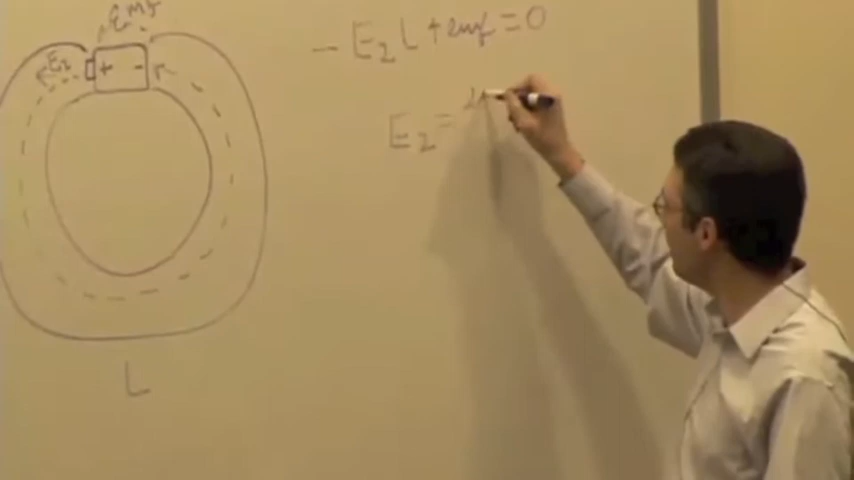 emf
E₂
+ -
L
- E₂ L + emf = 0
E₂ =